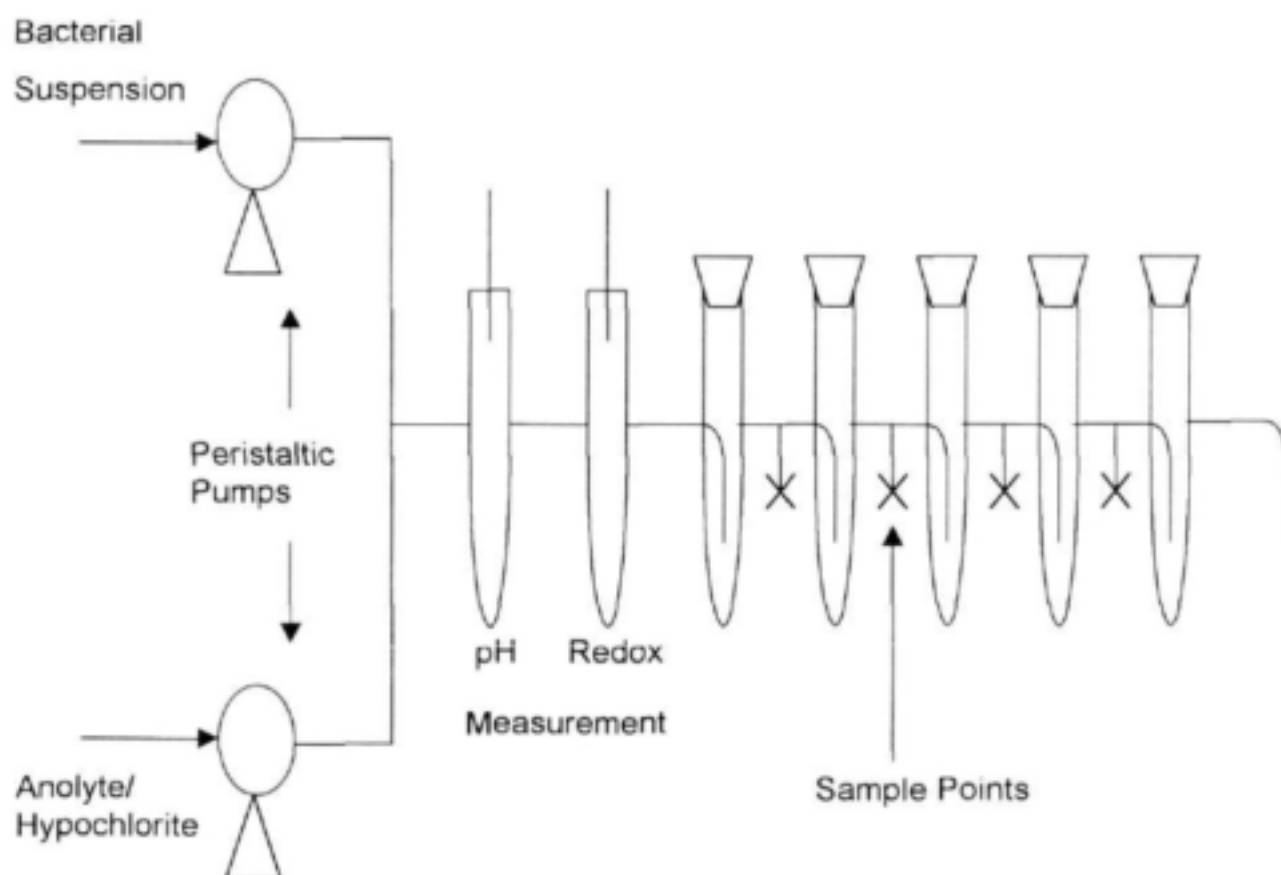 Bacterial
Suspension
Peristaltic
Pumps
pH Redox
Measurement
Anolyte/
Hypochlorite
Sample Points